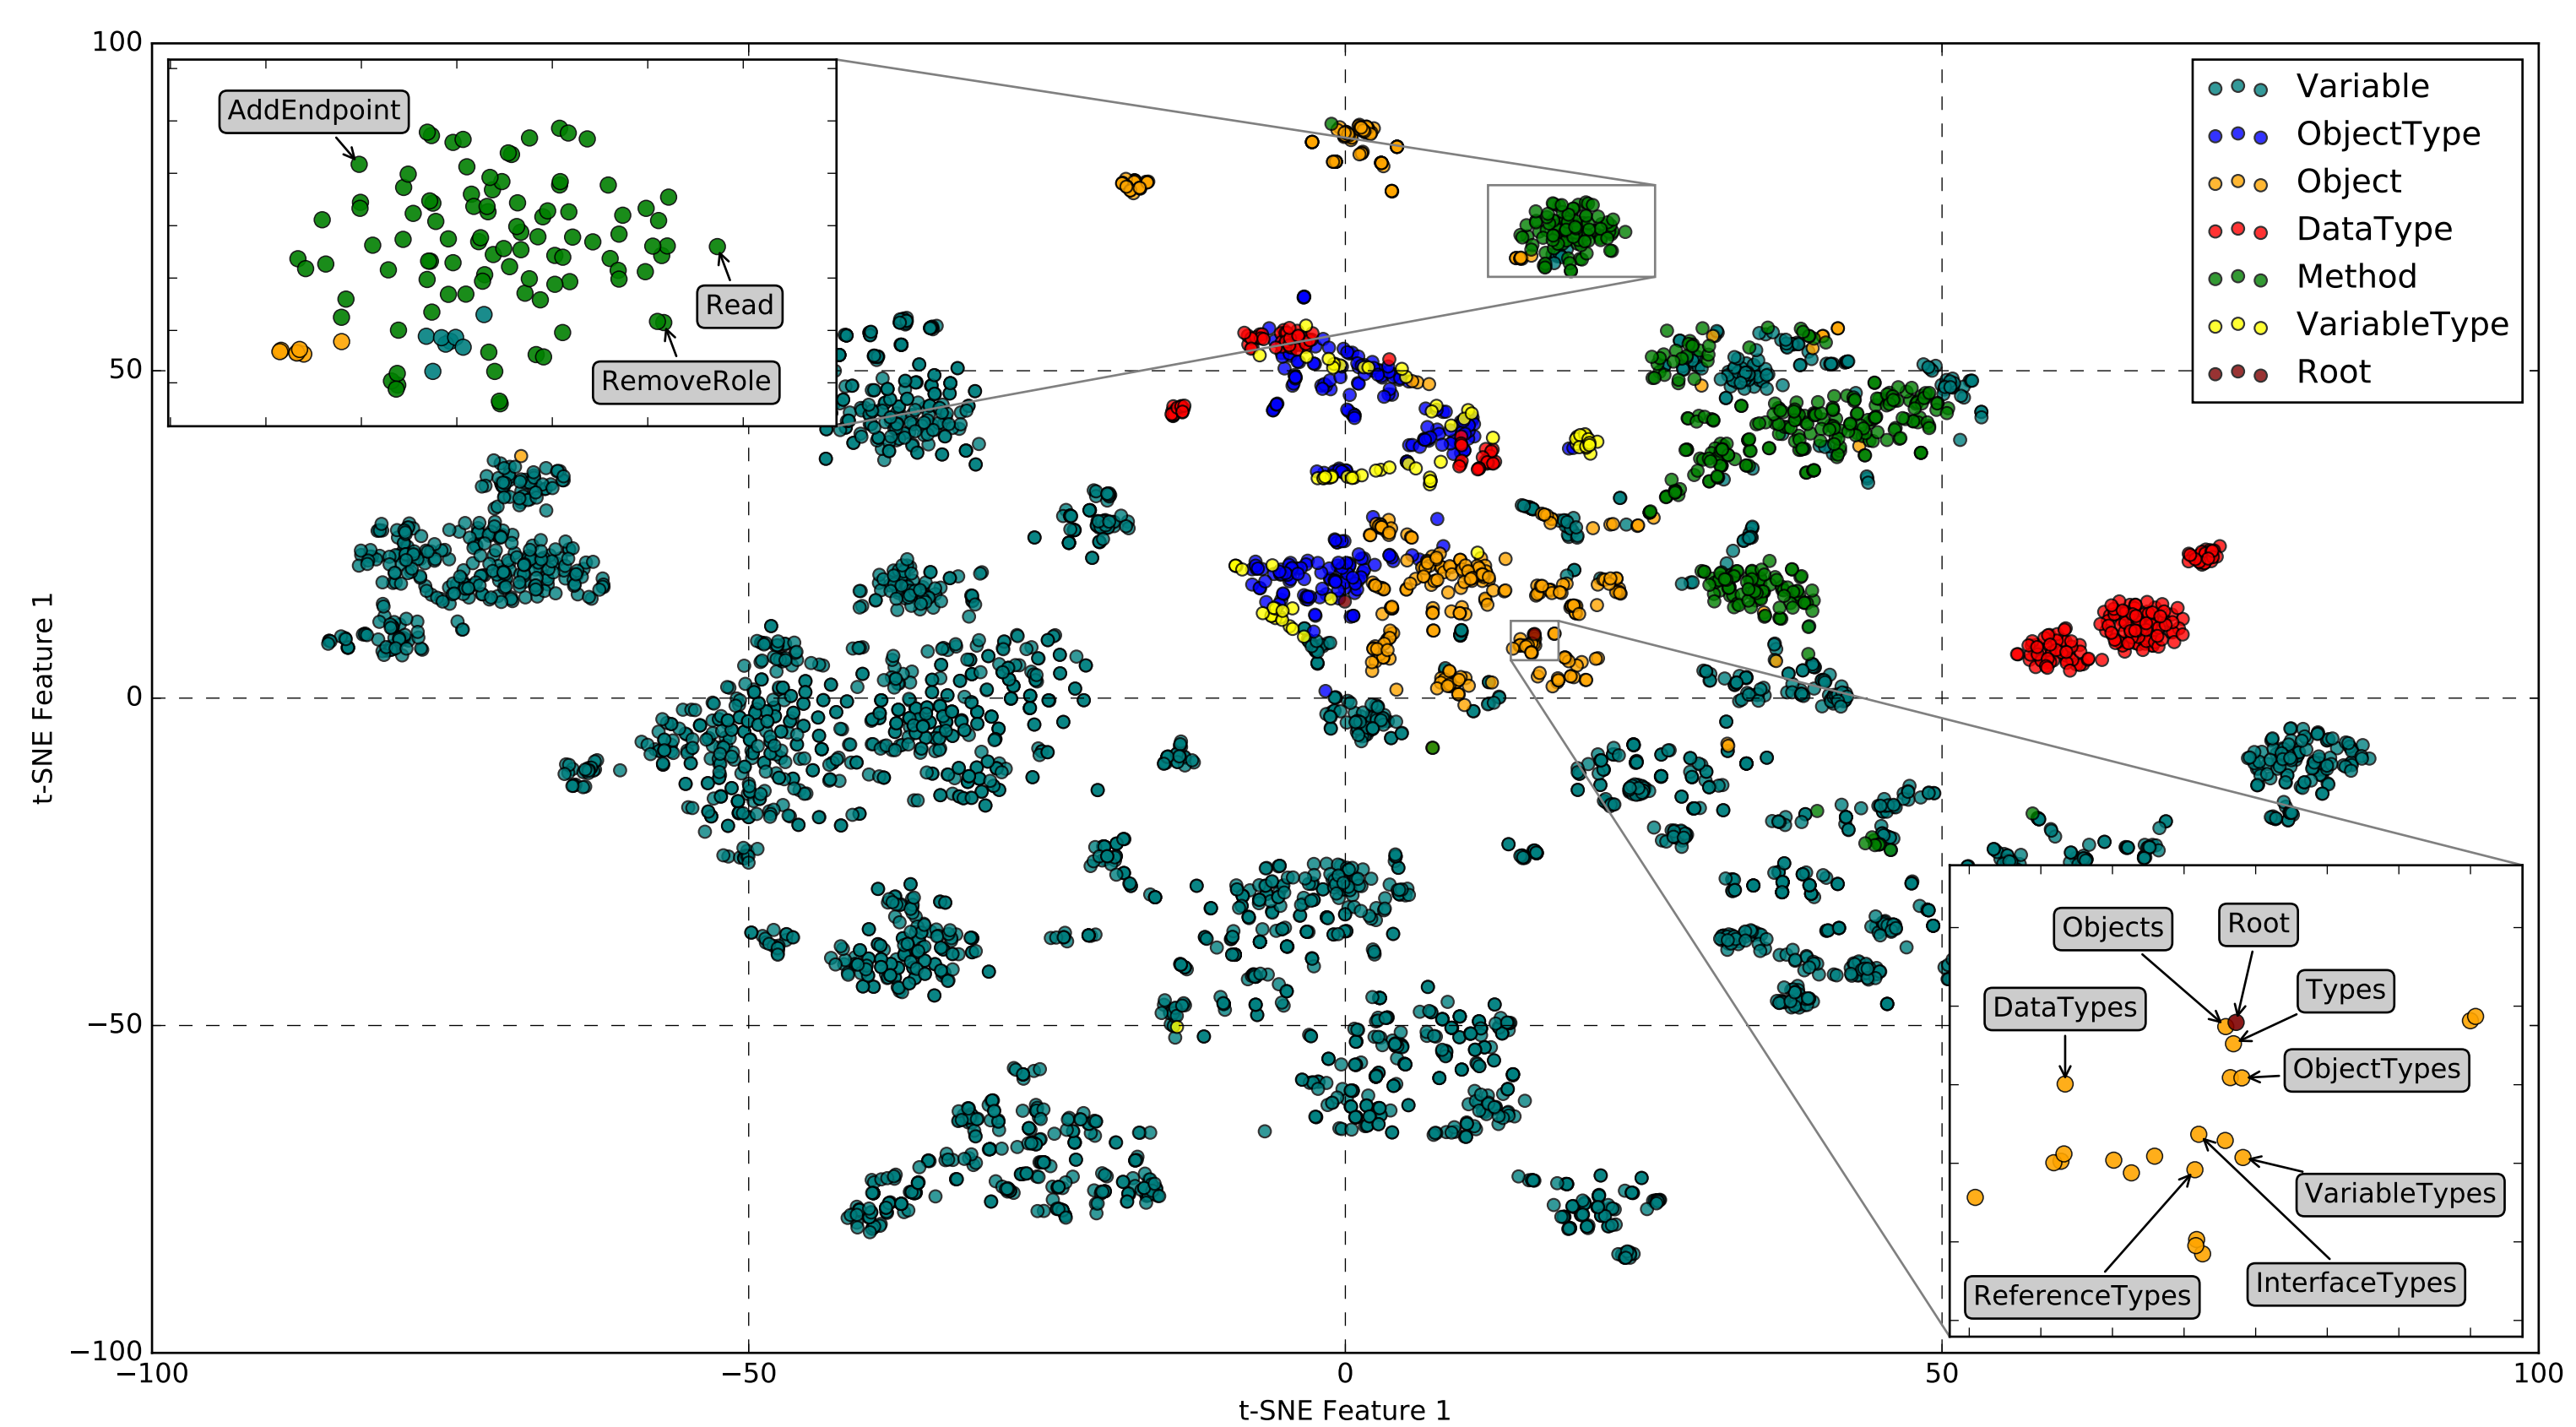 100
50
0
−50
−100
−100
−50
0
50
100
t-SNE Feature 1
t-SNE Feature 1
AddEndpoint
Read
RemoveRole
Variable
ObjectType
Object
DataType
Method
VariableType
Root
Objects
Root
Types
DataTypes
ObjectTypes
VariableTypes
InterfaceTypes
ReferenceTypes